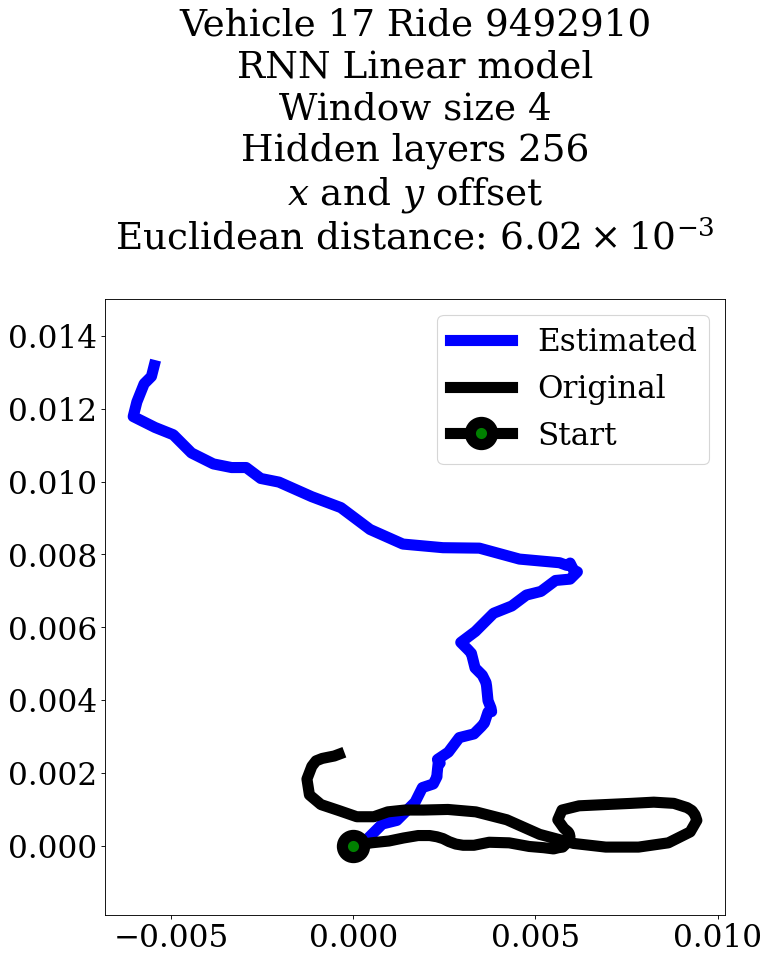 Vehicle 17 Ride 9492910
RNN Linear model
Window size 4
Hidden layers 256
x and y offset
Euclidean distance: 6.02 × 10⁻³
Estimated
Original
Start
0.014
0.012
0.010
0.008
0.006
0.004
0.002
0.000
−0.005 0.000 0.005 0.010